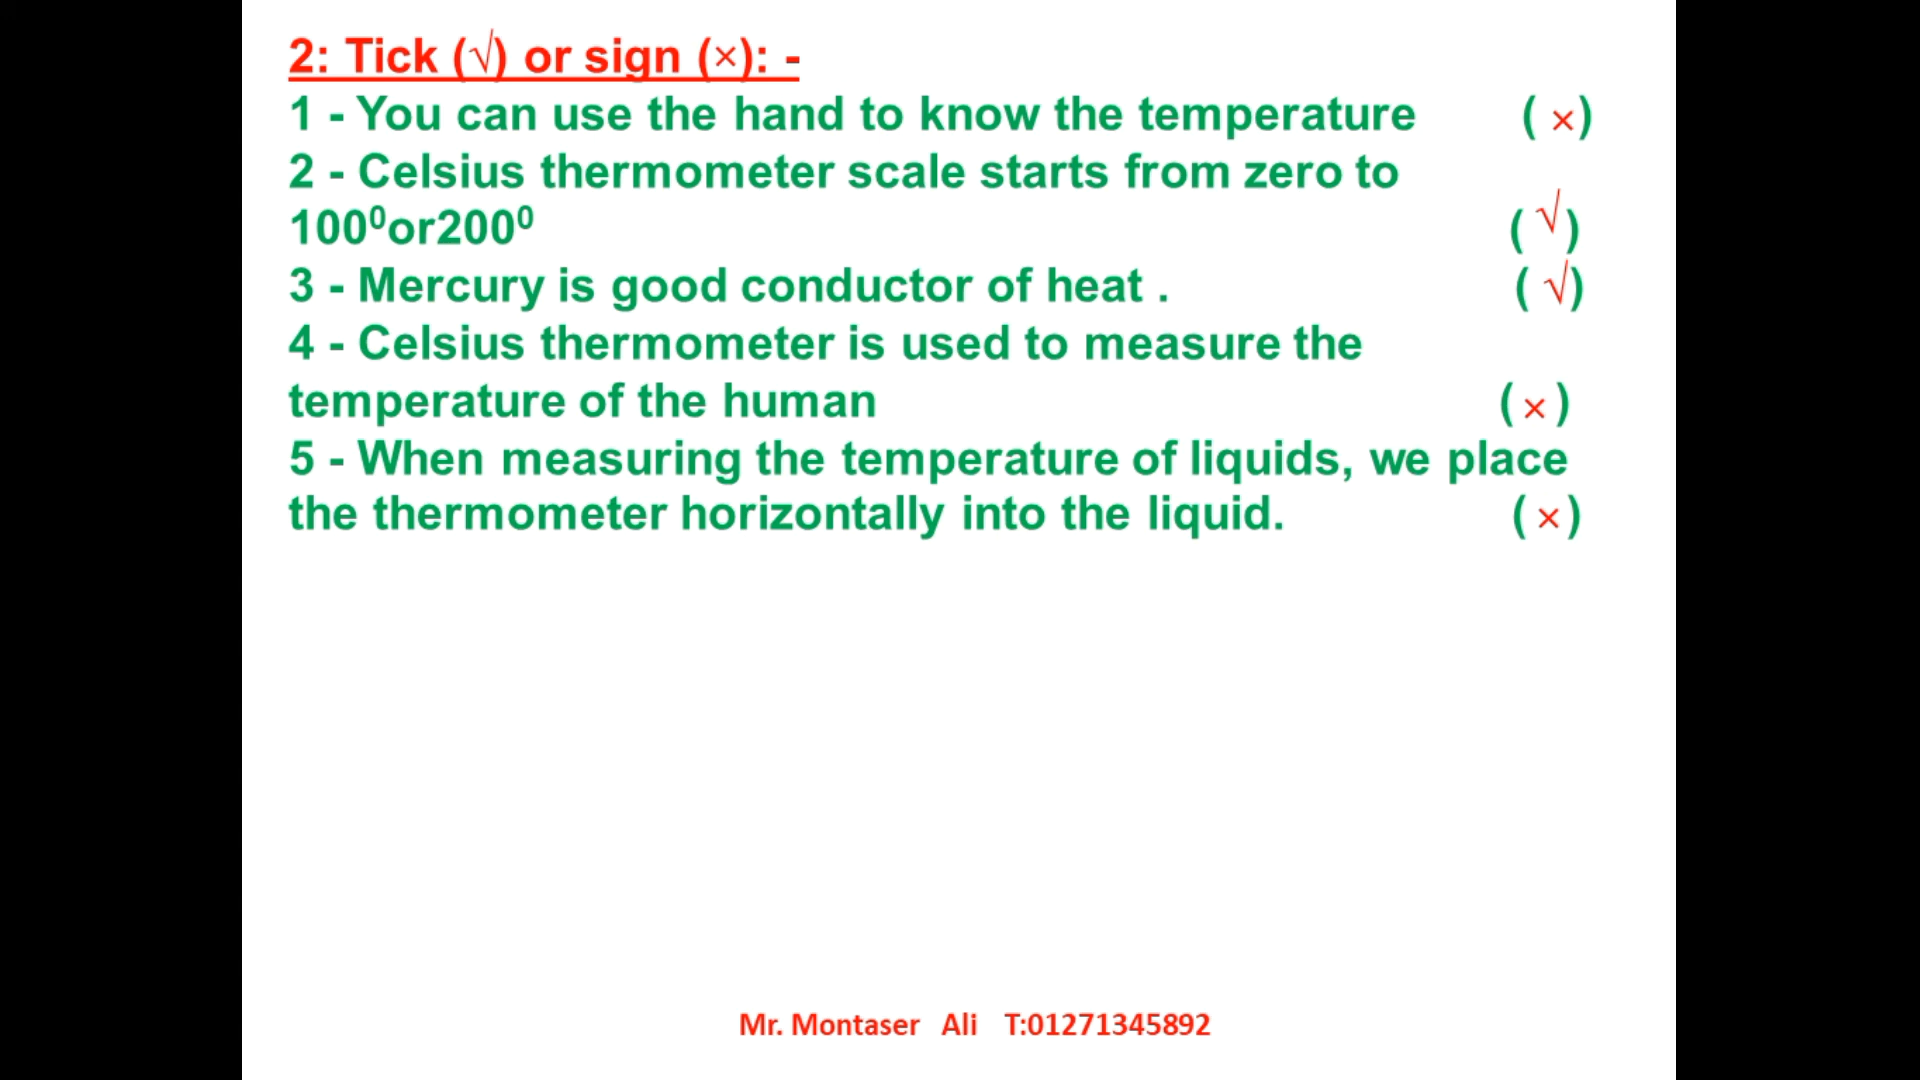 2: Tick (√) or sign (×): -
1 - You can use the hand to know the temperature ( ×)
2 - Celsius thermometer scale starts from zero to
100⁰or200⁰ ( √)
3 - Mercury is good conductor of heat . ( √)
4 - Celsius thermometer is used to measure the
temperature of the human (× )
5 - When measuring the temperature of liquids, we place
the thermometer horizontally into the liquid. (× )
Mr. Montaser Ali T:01271345892